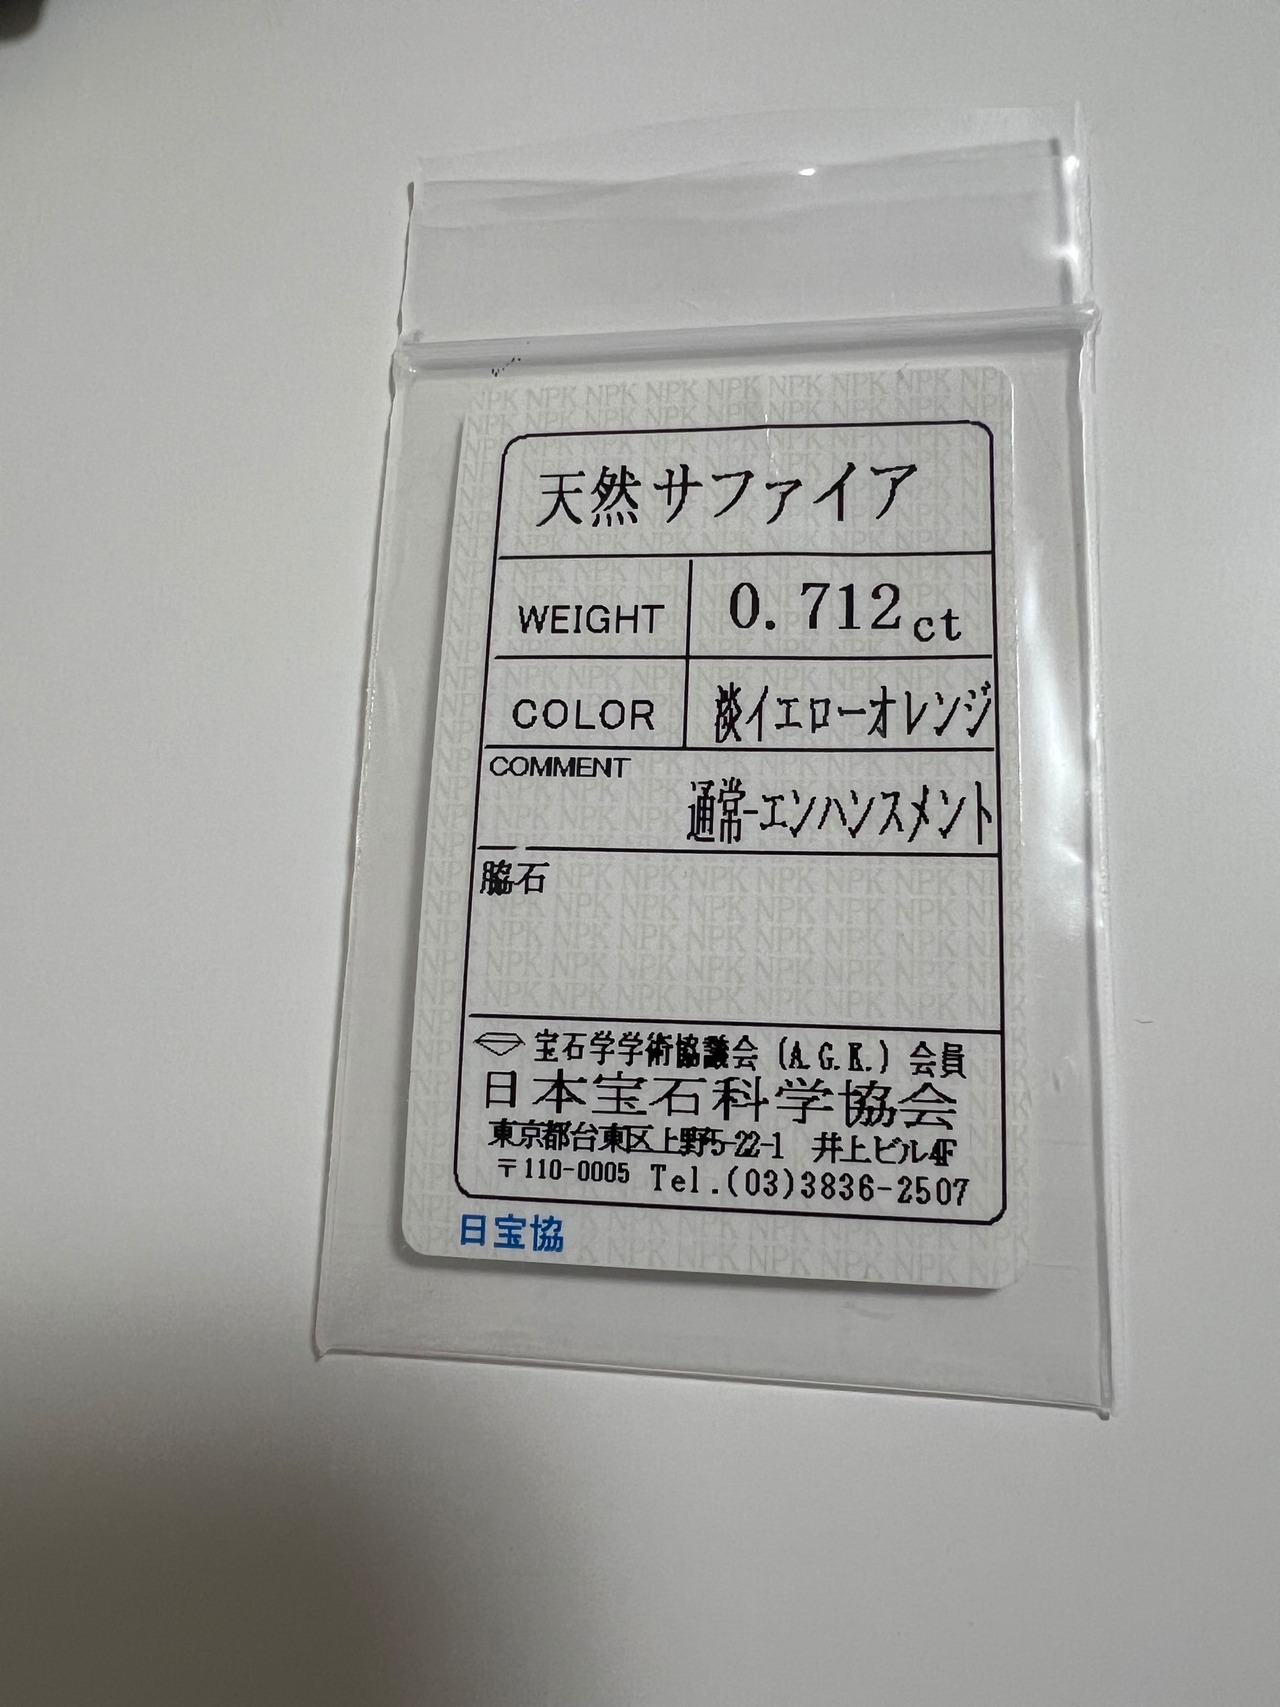 天然サファイア
WEIGHT 0.712ct
COLOR 淡イエローオレンジ
COMMENT
通常-エンハンスメント
脇石
宝石学学術協議会 (A.G.K.) 会員
日本宝石科学協会
東京都台東区上野5-22-1 井上ビル4F
〒110-0005 Tel.(03)3836-2507
日宝協